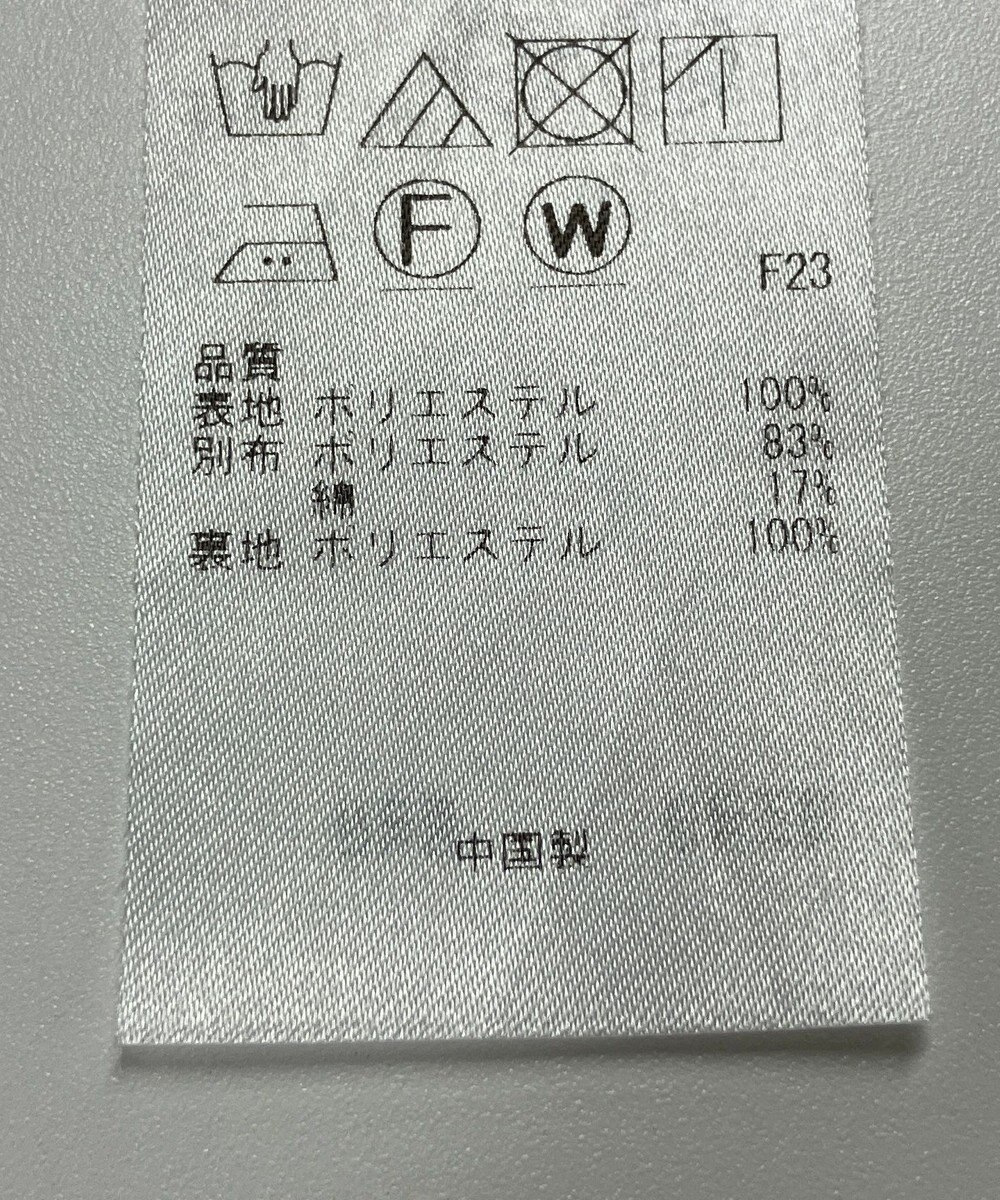 F W
F23
品質
表地 ポリエステル 100%
別布 ポリエステル 83%
綿 17%
裏地 ポリエステル 100%
中国製